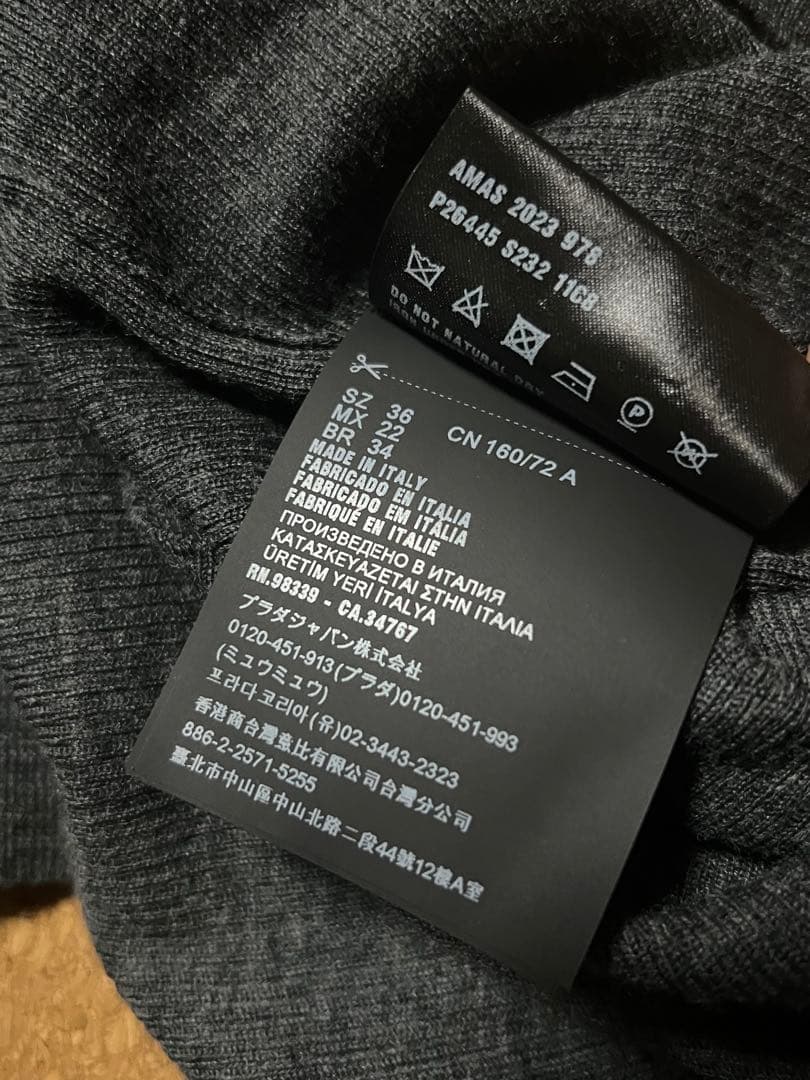 AMAS 2023 978
P26445 S232 11CB
DO NOT NATURAL DRY
SZ 36
MX 22
BR 34
CN 160/72 A
MADE IN ITALY
FABRICADO EN ITALIA
FABRICADO EM ITÁLIA
FABRIQUÉ EN ITALIE
ПРОИЗВЕДЕНО В ИТАЛИЯ
ΚΑΤΑΣΚΕΥΑΖΕΤΑΙ ΣΤΗΝ ΙΤΑΛΙΑ
ÜRETİM YERİ İTALYA
RN.98339 - CA.34767
プラダジャパン株式会社
0120-451-913(プラダ)0120-451-993
(ミュウミュウ)
프라다코리아(유)02-3443-2323
香港商台灣意比有限公司台灣分公司
886-2-2571-5255
臺北市中山區中山北路二段44號12樓A室